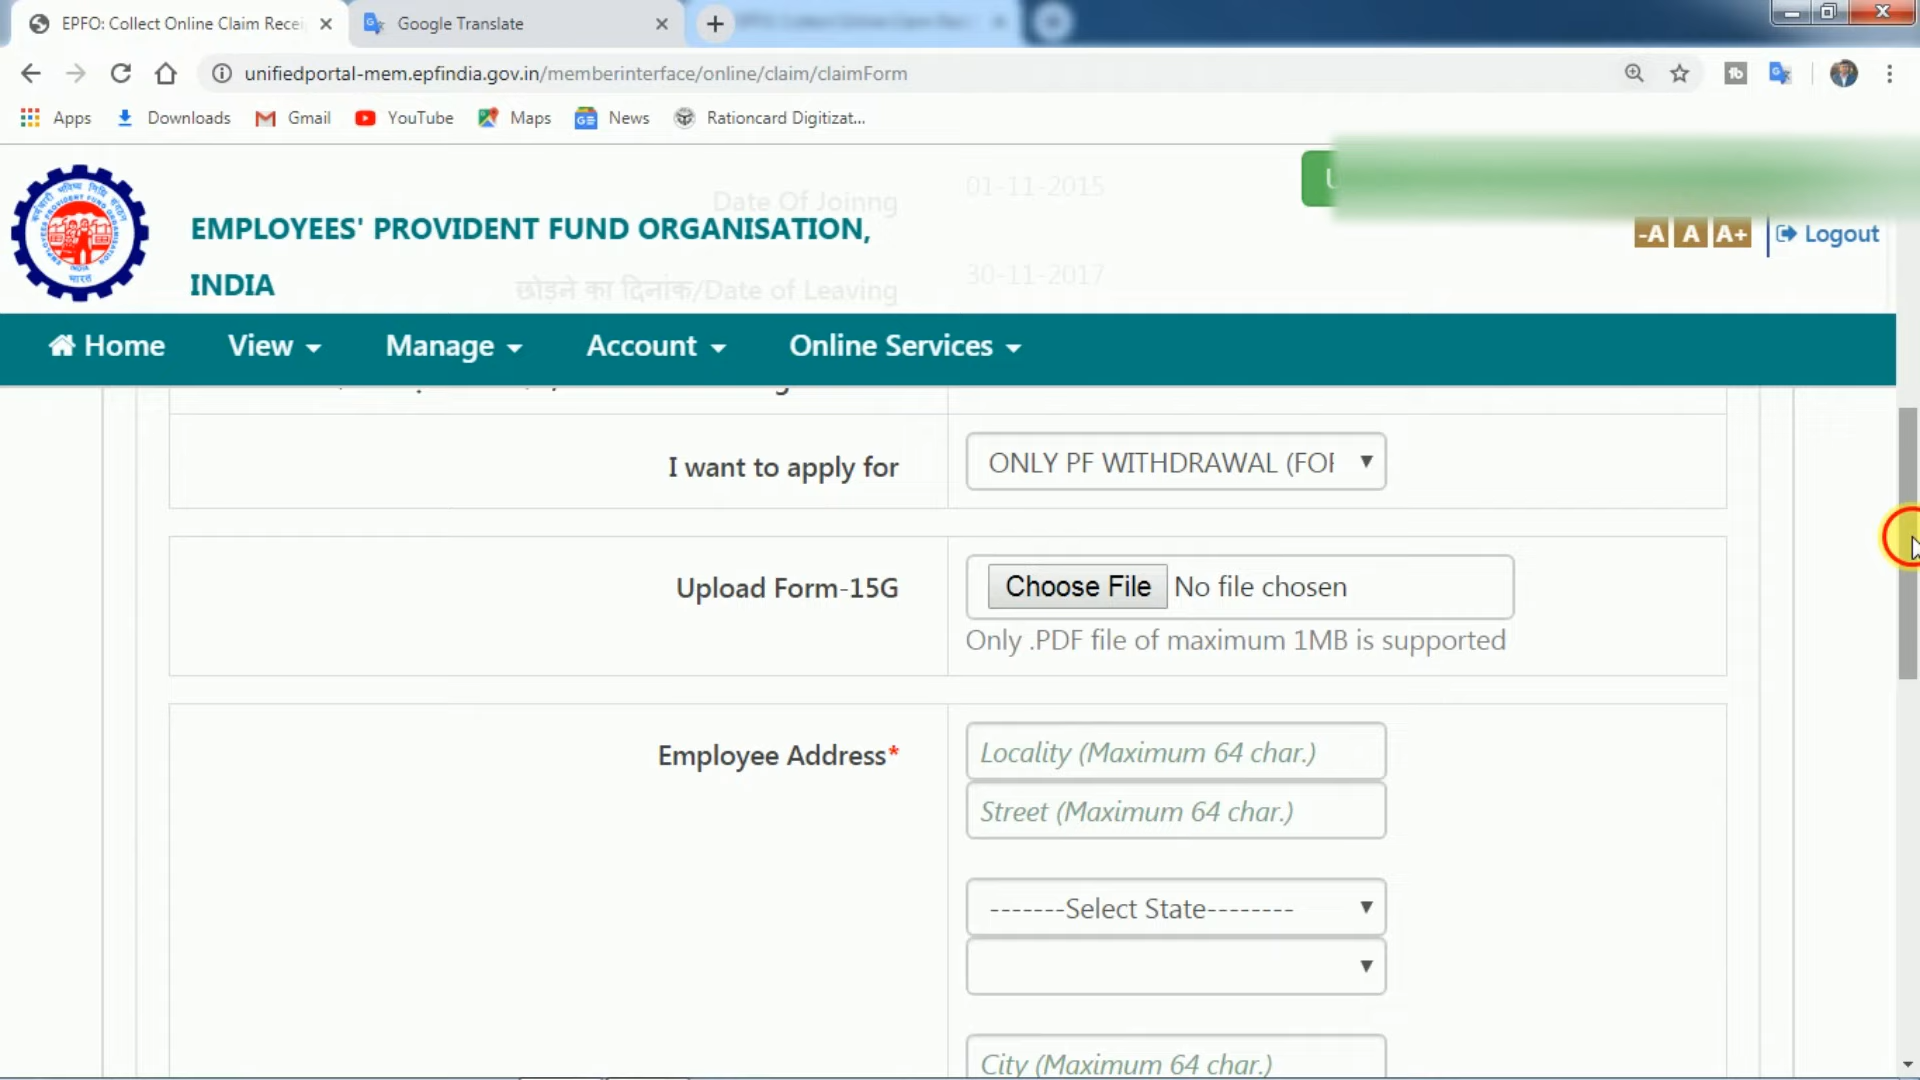 EPFO: Collect Online Claim Recei
Google Translate
unifiedportal-mem.epfindia.gov.in/memberinterface/online/claim/claimForm
Apps
Downloads
Gmail
YouTube
Maps
News
Rationcard Digitizat...
Date Of Joinng
01-11-2015
EMPLOYEES' PROVIDENT FUND ORGANISATION,
INDIA
छोड़ने का दिनांक/Date of Leaving
30-11-2017
-A A A+
Logout
Home
View
Manage
Account
Online Services
I want to apply for
ONLY PF WITHDRAWAL (FOR
Upload Form-15G
Choose File No file chosen
Only .PDF file of maximum 1MB is supported
Employee Address*
Locality (Maximum 64 char.)
Street (Maximum 64 char.)
-------Select State--------
City (Maximum 64 char.)